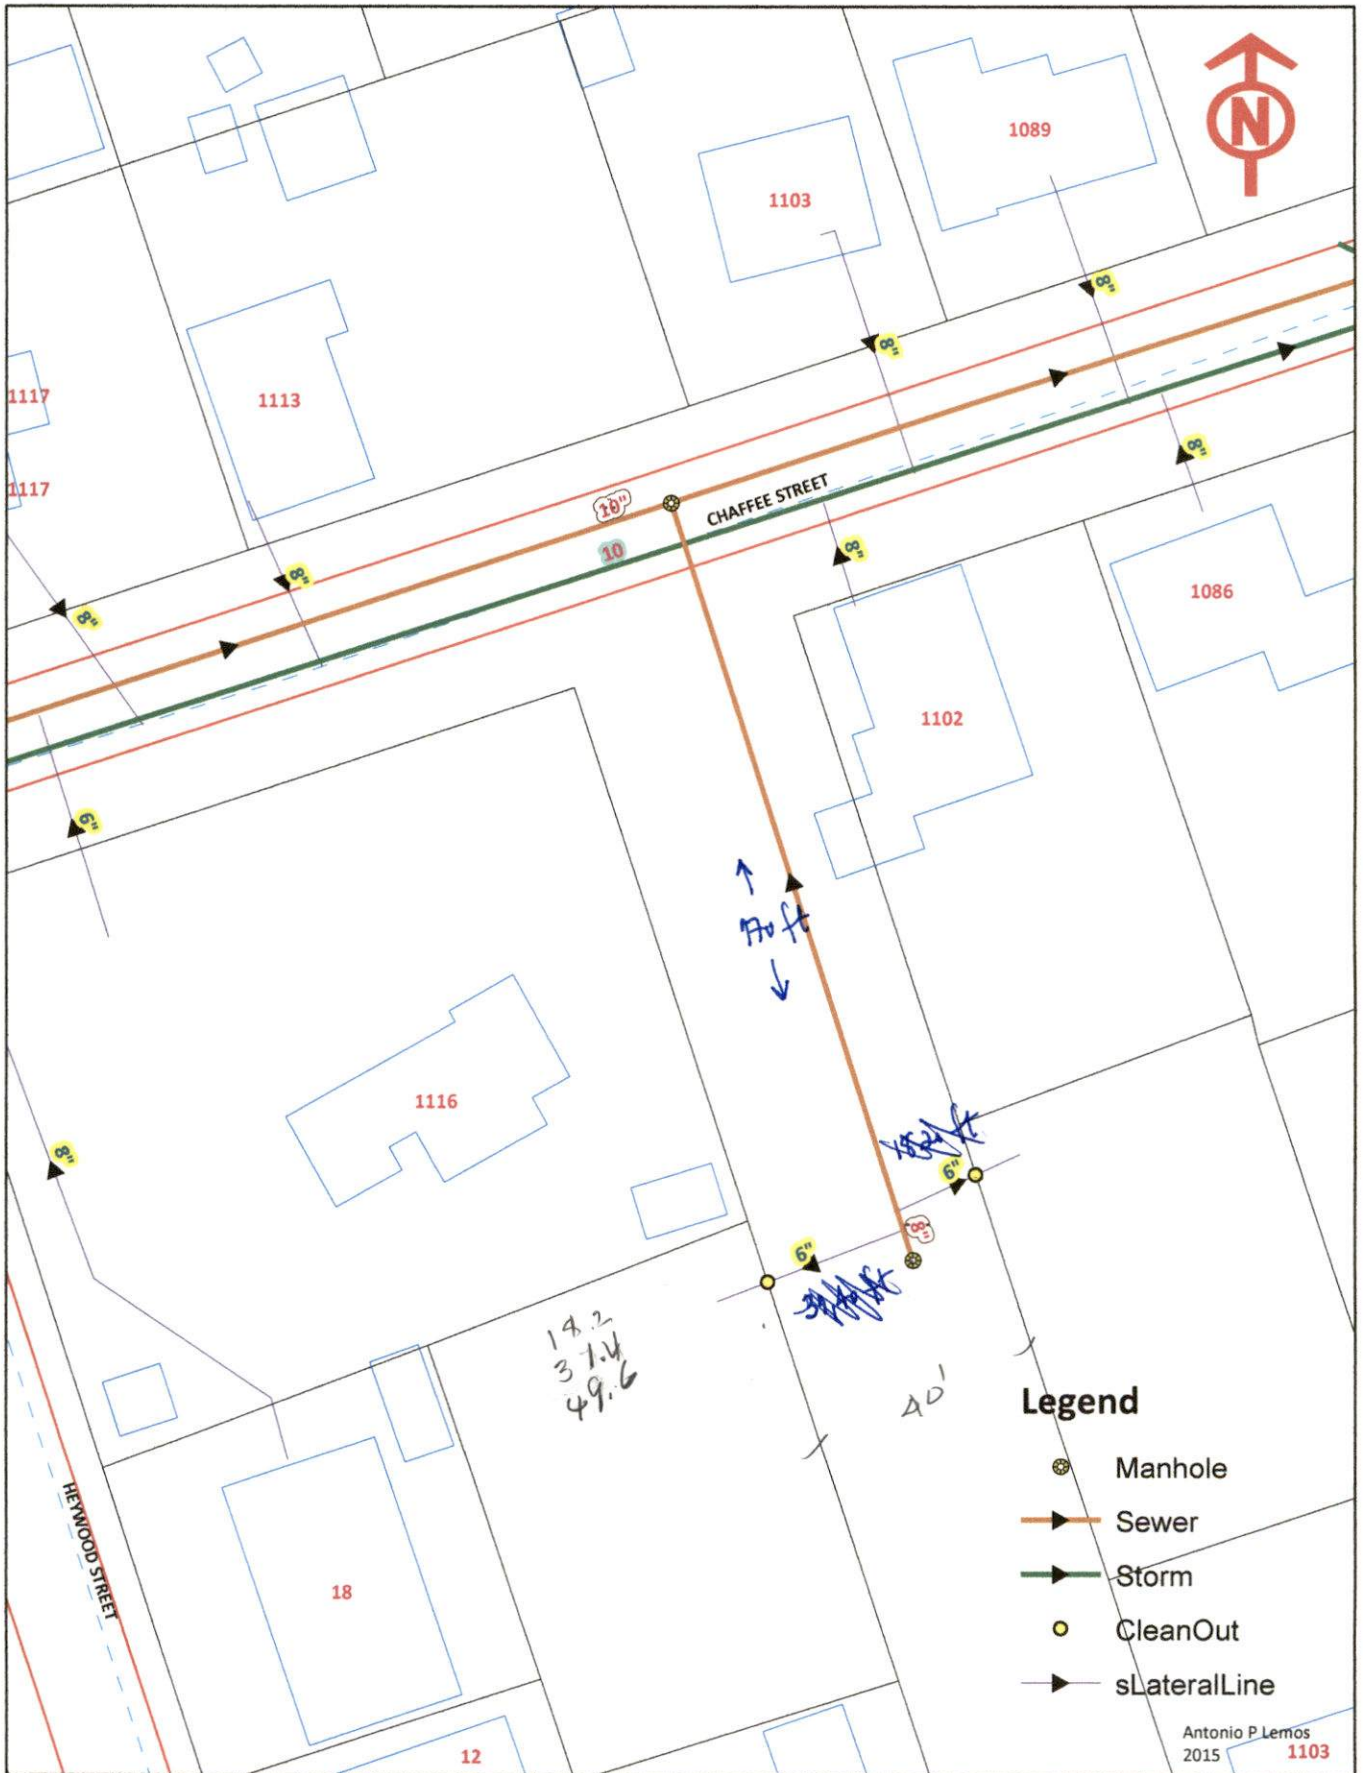 N
1089
1103
8"
8"
1117
1113
1117
10"
CHAFFEE STREET
10
8"
8"
8"
8"
1086
1102
6"
70 ft
1116
8"
6"
8"
6"
18.2
31.4
49.6
40'
Legend
Manhole
Sewer
Storm
CleanOut
sLateralLine
HEYWOOD STREET
18
12
Antonio P Lemos
2015
1103